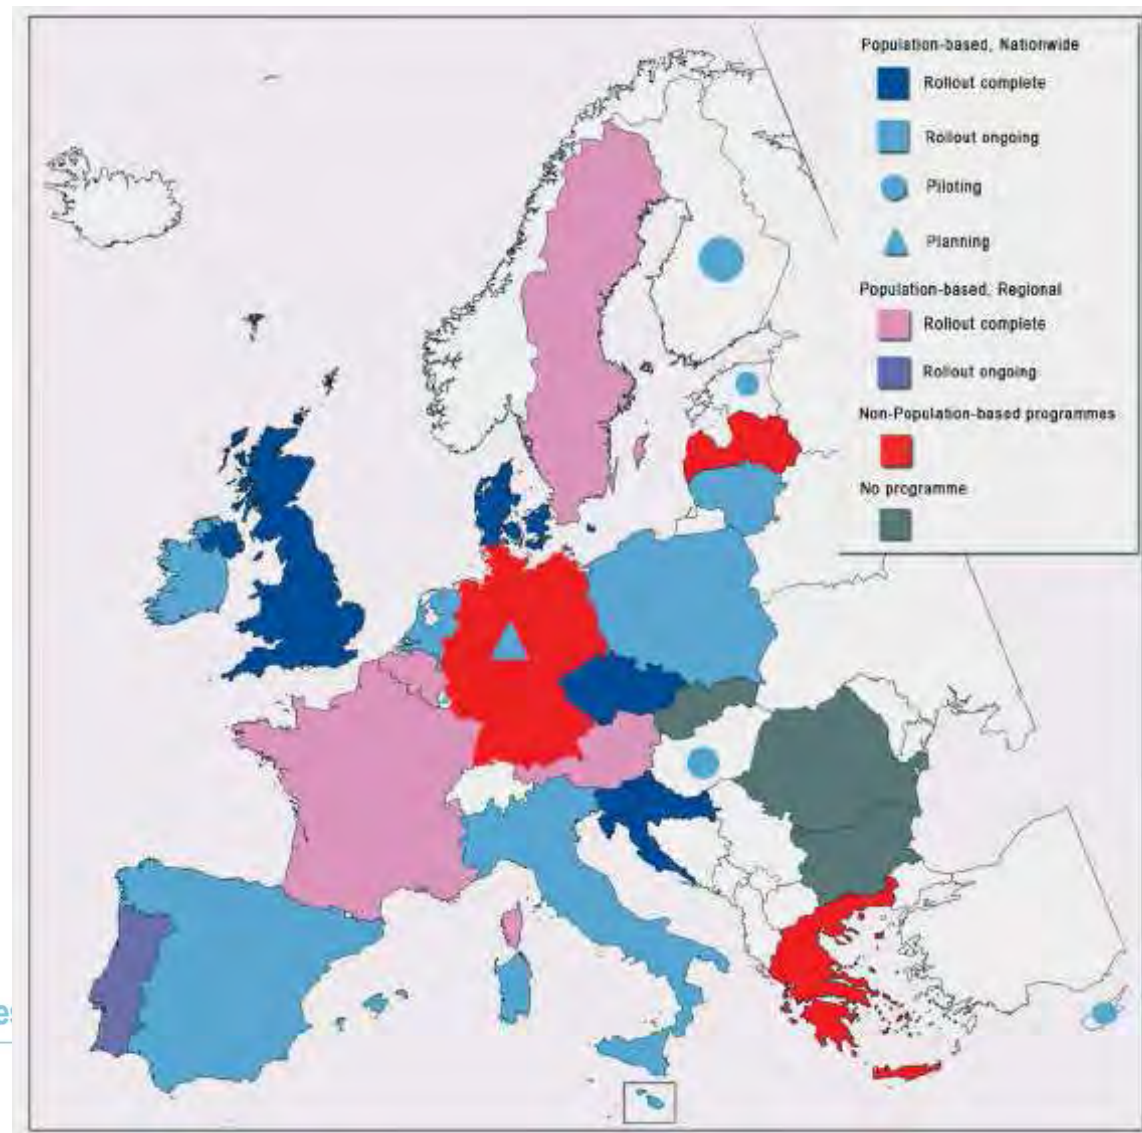 Population-based, Nationwide
Rollout complete
Rollout ongoing
Piloting
Planning
Population-based, Regional
Rollout complete
Rollout ongoing
Non-Population-based programmes
No programme
es